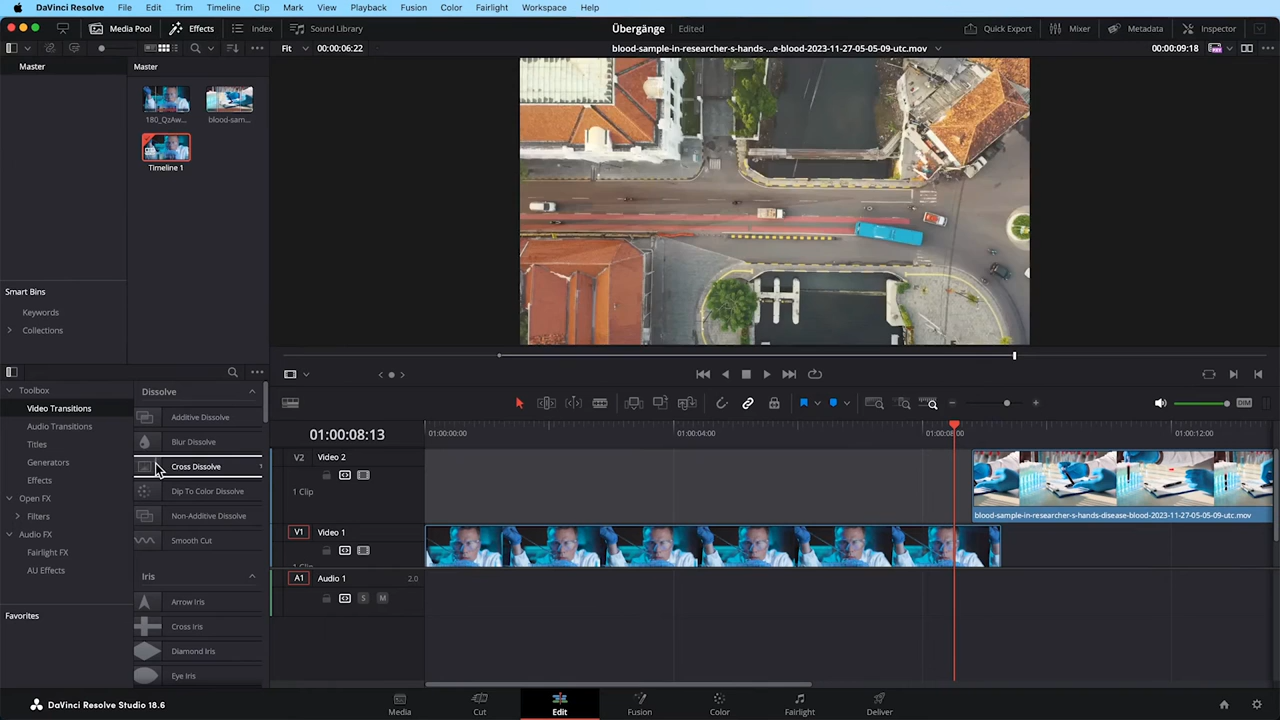 DaVinci Resolve File Edit Trim Timeline Clip Mark View Playback Fusion Color Fairlight Workspace Help
Media Pool Effects Index Sound Library Übergänge Edited Quick Export Mixer Metadata Inspector
Fit 00:00:06:22 blood-sample-in-researcher-s-hands-...e-blood-2023-11-27-05-05-09-utc.mov 00:00:09:18
Master Master
180_QzAw... blood-sam...
Timeline 1
Smart Bins
Keywords
Collections
Toolbox Dissolve
Video Transitions Additive Dissolve
Audio Transitions
Titles Blur Dissolve
Generators Cross Dissolve
Effects
Open FX Dip To Color Dissolve
Filters Non-Additive Dissolve
Audio FX Smooth Cut
Fairlight FX
AU Effects Iris
Arrow Iris
Favorites Cross Iris
Diamond Iris
Eye Iris
DIM
01:00:08:13 01:00:00:00 01:00:04:00 01:00:08:00 01:00:12:00
V2 Video 2
1 Clip
blood-sample-in-researcher-s-hands-disease-blood-2023-11-27-05-05-09-utc.mov
V1 Video 1
1 Clip
A1 Audio 1 2.0
S M
DaVinci Resolve Studio 18.6 Media Cut Edit Fusion Color Fairlight Deliver